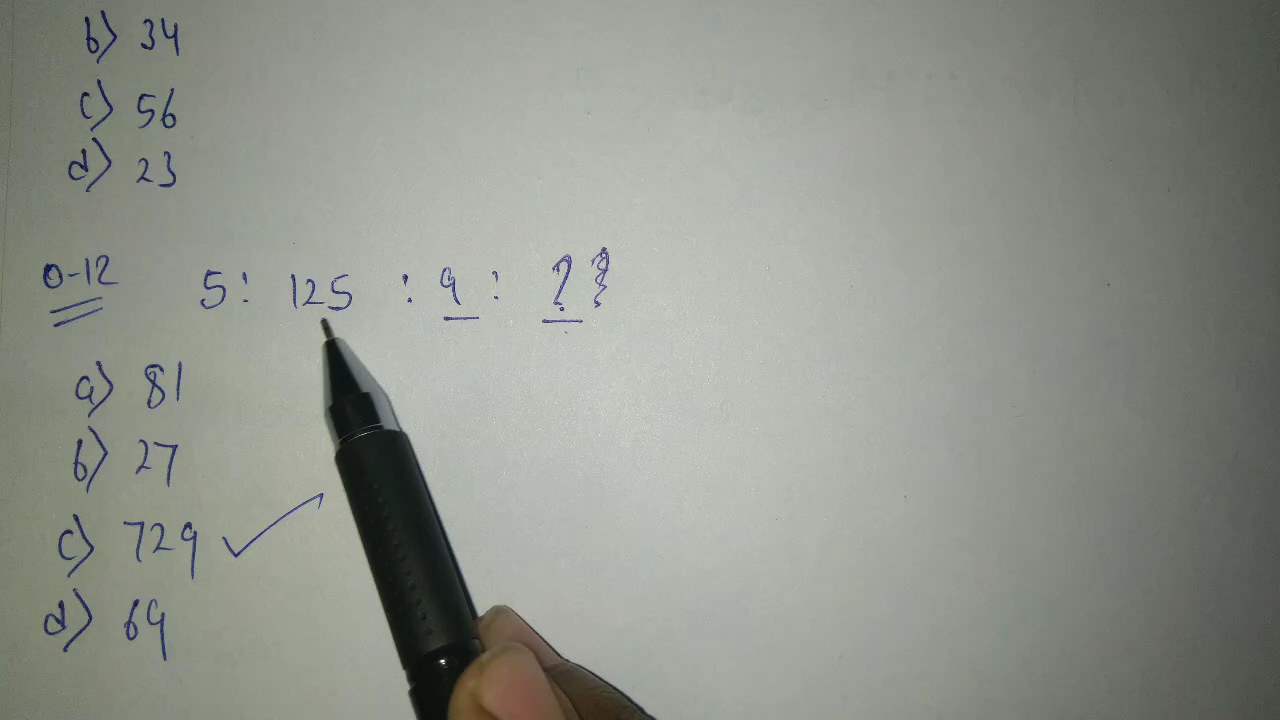 b) 34
c) 56
d) 23
Q-12 5: 125 : 9 : ??
a) 81
b) 27
c) 729 ✓
d) 69